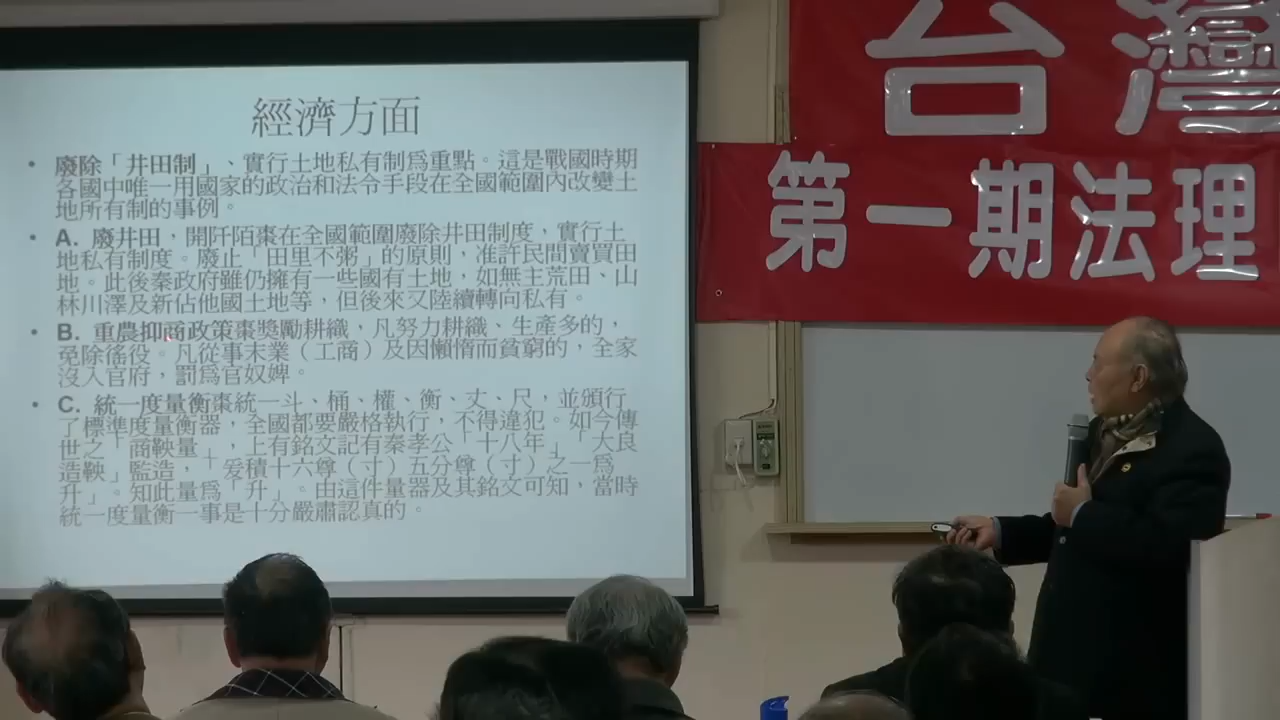 經濟方面
• 廢除「井田制」、實行土地私有制爲重點。這是戰國時期
各國中唯一用國家的政治和法令手段在全國範圍內改變土
地所有制的事例。
• A. 廢井田，開阡陌棗在全國範圍廢除井田制度，實行土
地私有制度。廢止「田里不粥」的原則，准許民間賣買田
地。此後秦政府雖仍擁有一些國有土地，如無主荒田、山
林川澤及新佔他國土地等，但後來又陸續轉向私有。
• B. 重農抑商政策棗獎勵耕織，凡努力耕織、生產多的，
免除徭役。凡從事末業（工商）及因懶惰而貧窮的，全家
沒入官府，罰爲官奴婢。
• C. 統一度量衡棗統一斗、桶、權、衡、丈、尺，並頒行
了標準度量衡器，全國都要嚴格執行，不得違犯。如今傳
世之「商鞅量」，上有銘文記有秦孝公「十八年」「大良
造鞅」監造，「爰積十六尊（寸）五分尊（寸）之一爲
升」。知此量爲「升」。由這件量器及其銘文可知，當時
統一度量衡一事是十分嚴肅認真的。
台灣
第一期法理